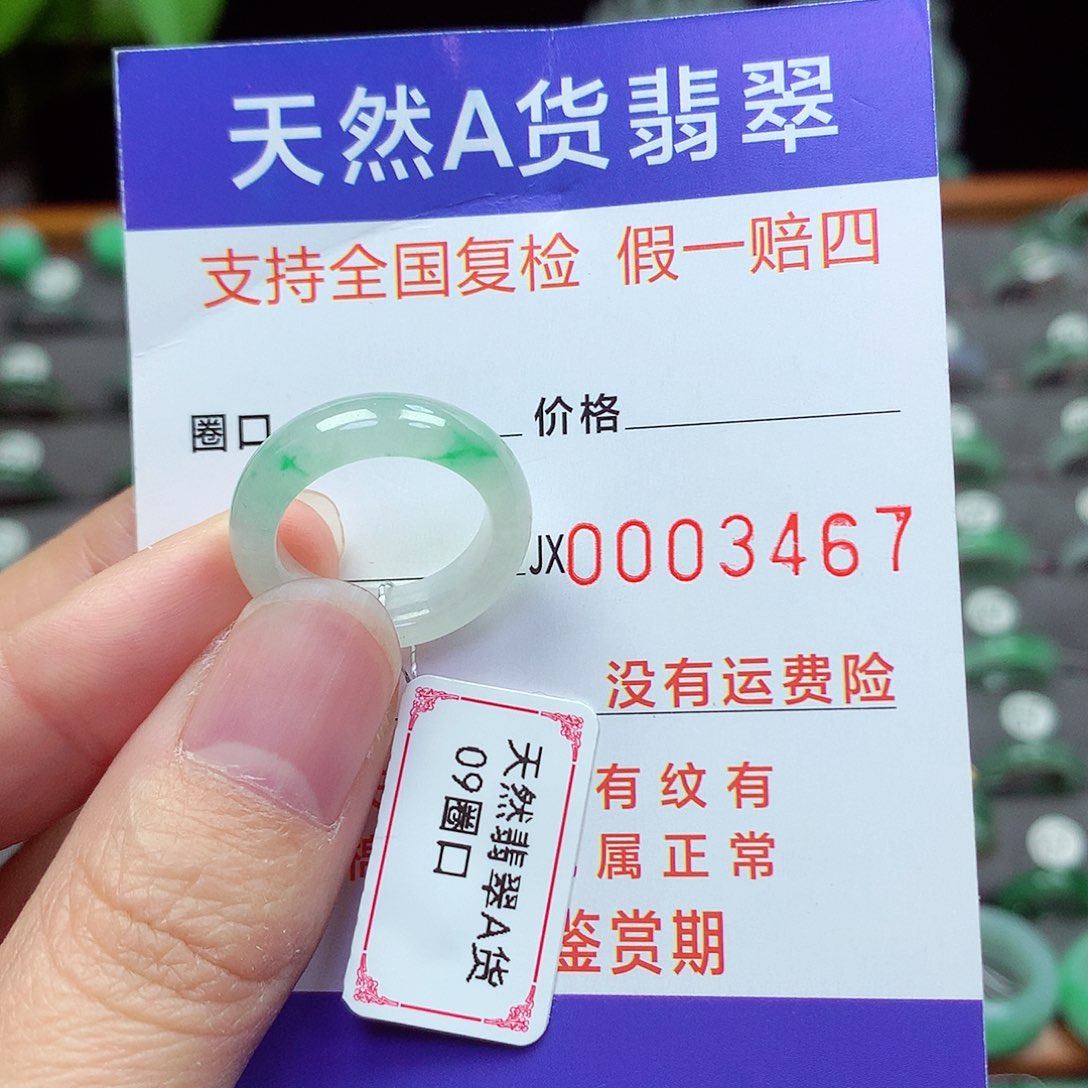 天然A货翡翠
支持全国复检 假一赔四
圈口 价格
JX0003467
没有运费险
有纹有
属正常
鉴赏期
天然翡翠A货
09圈口